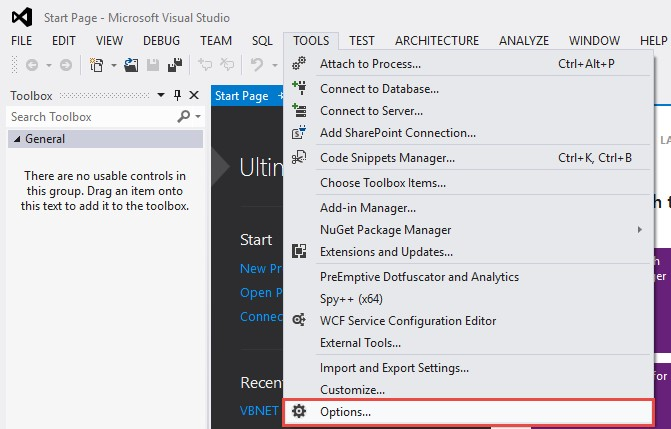 Start Page - Microsoft Visual Studio
FILE EDIT VIEW DEBUG TEAM SQL TOOLS TEST ARCHITECTURE ANALYZE WINDOW HELP
Toolbox
Search Toolbox
General
There are no usable controls in
this group. Drag an item onto
this text to add it to the toolbox.
Start Page
Ultim
Start
New Pr
Open P
Connec
Recen
VBNET
Attach to Process... Ctrl+Alt+P
Connect to Database...
Connect to Server...
Add SharePoint Connection...
Code Snippets Manager... Ctrl+K, Ctrl+B
Choose Toolbox Items...
Add-in Manager...
NuGet Package Manager
Extensions and Updates...
PreEmptive Dotfuscator and Analytics
Spy++ (x64)
WCF Service Configuration Editor
External Tools...
Import and Export Settings...
Customize...
Options...
LA
h t
h
ger
For